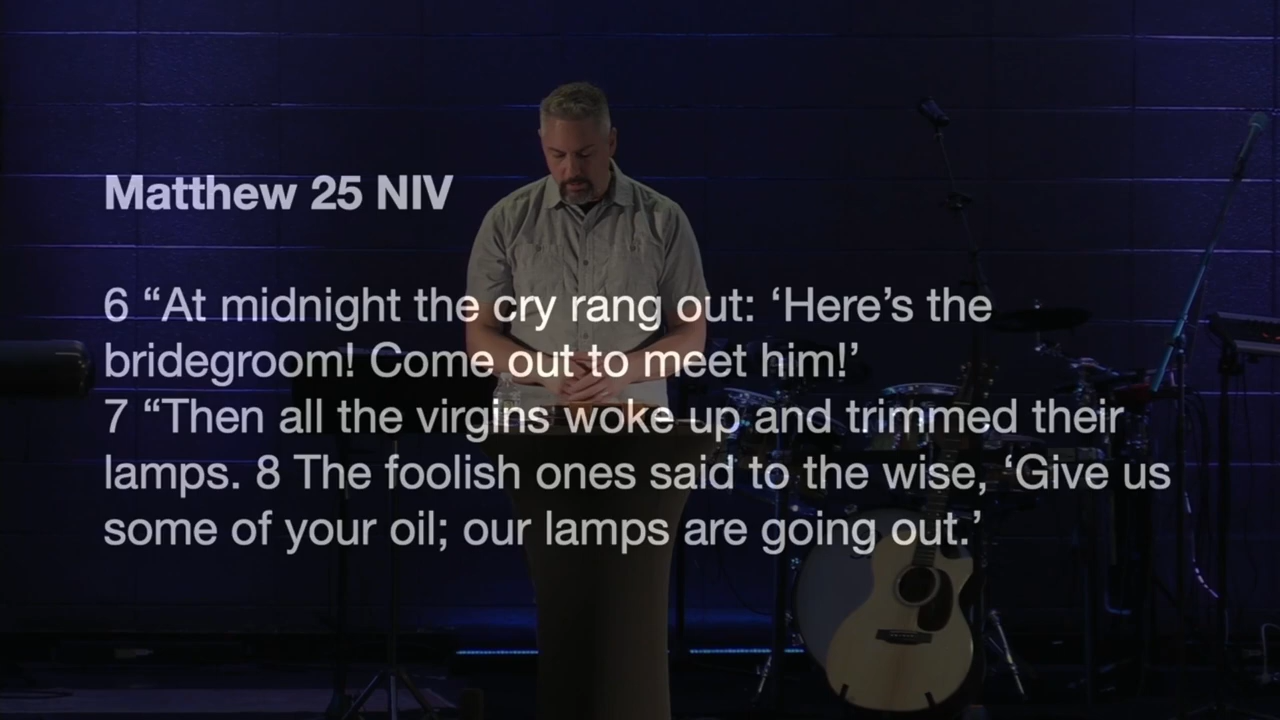 Matthew 25 NIV
6 “At midnight the cry rang out: ‘Here’s the
bridegroom! Come out to meet him!’
7 “Then all the virgins woke up and trimmed their
lamps. 8 The foolish ones said to the wise, ‘Give us
some of your oil; our lamps are going out.’